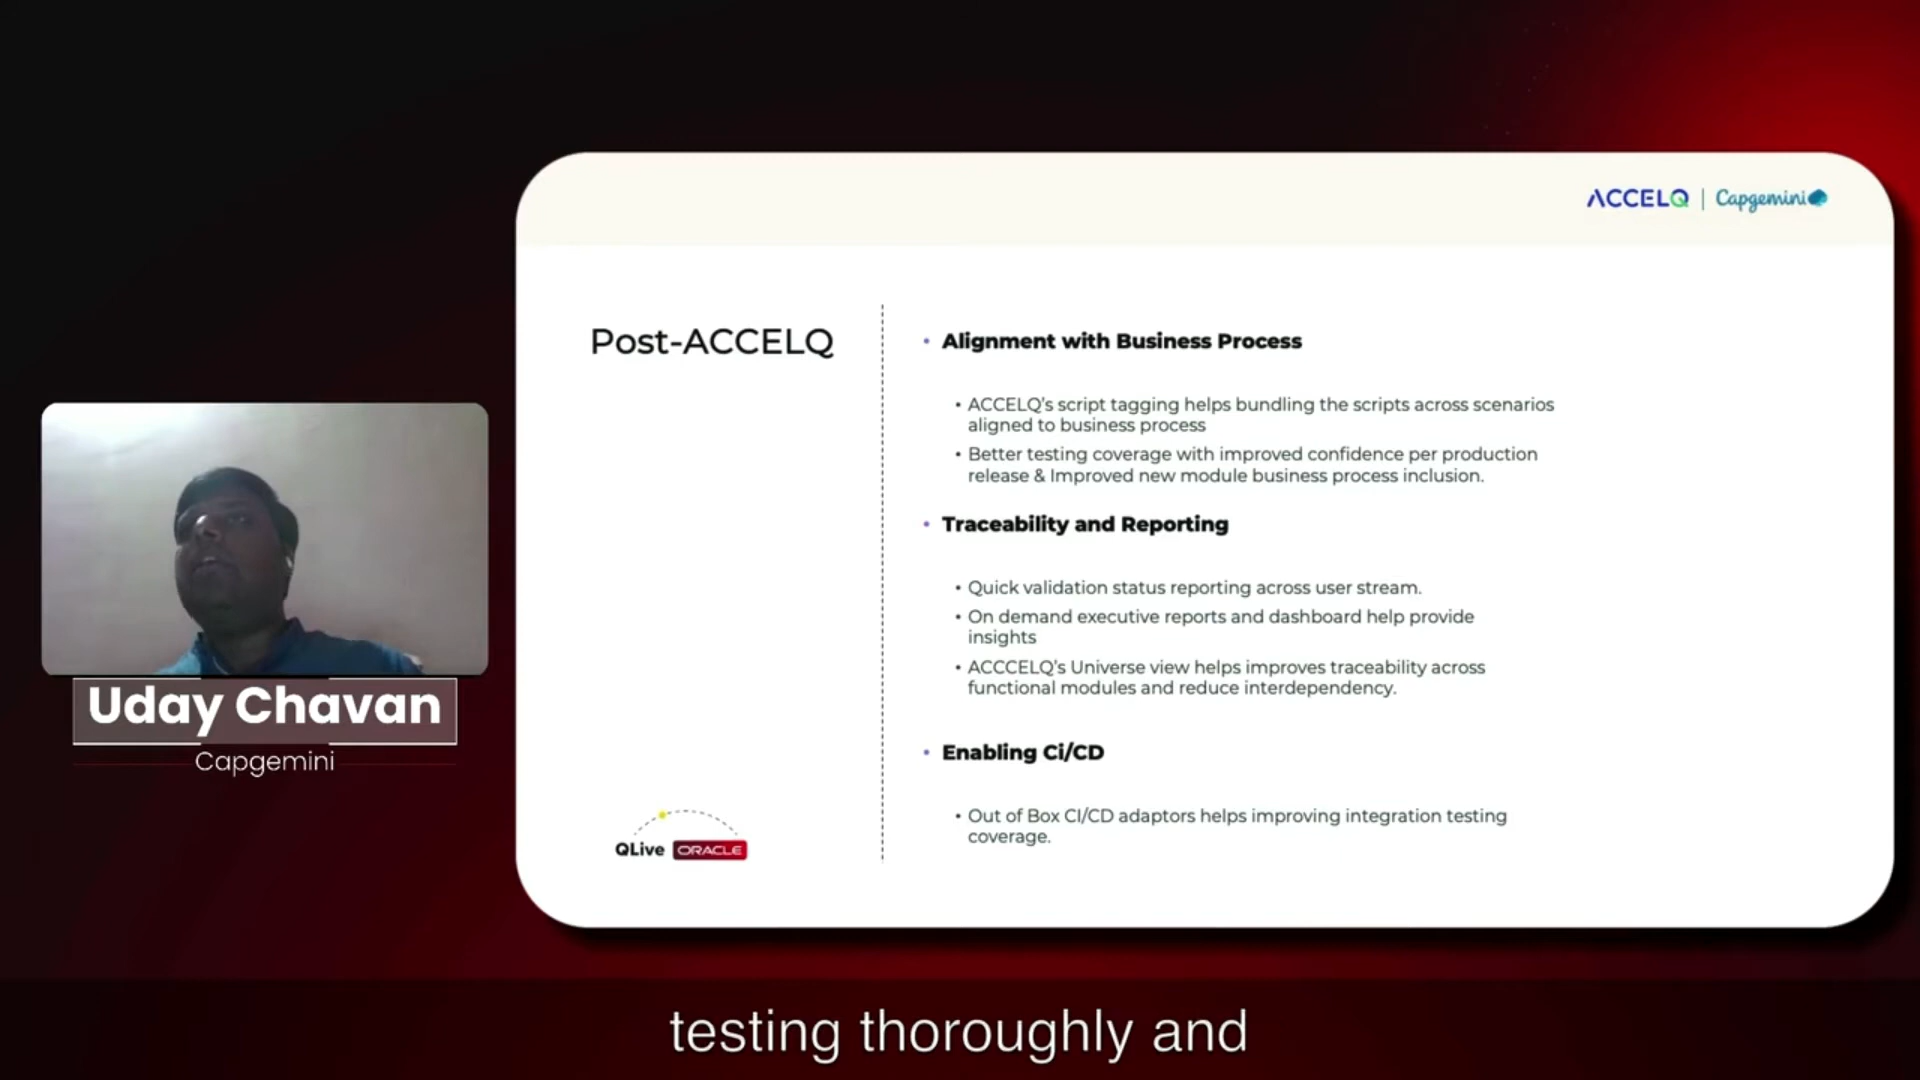 ACCELQ | Capgemini
Post-ACCELQ
• Alignment with Business Process
• ACCELQ's script tagging helps bundling the scripts across scenarios
aligned to business process
• Better testing coverage with improved confidence per production
release & Improved new module business process inclusion.
• Traceability and Reporting
• Quick validation status reporting across user stream.
• On demand executive reports and dashboard help provide
insights
• ACCCELQ's Universe view helps improves traceability across
functional modules and reduce interdependency.
• Enabling Ci/CD
• Out of Box CI/CD adaptors helps improving integration testing
coverage.
QLive ORACLE
Uday Chavan
Capgemini
testing thoroughly and